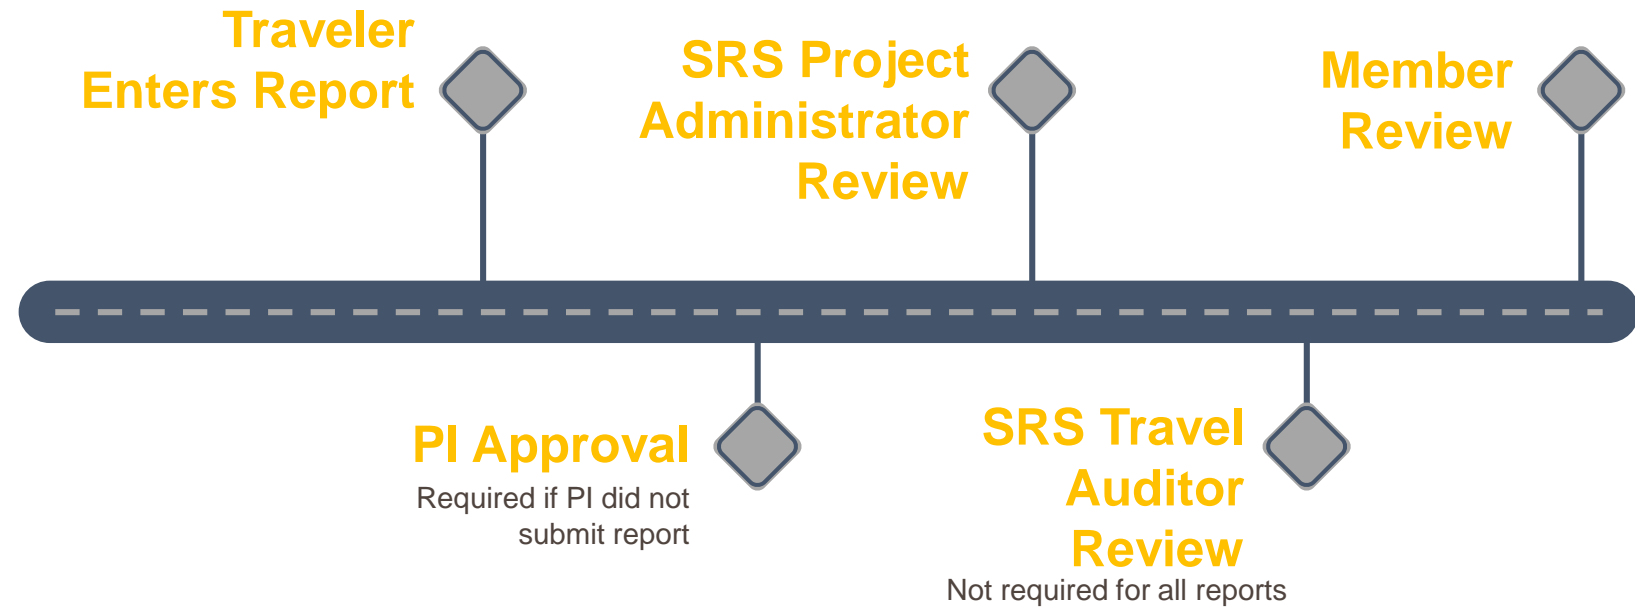 Traveler
Enters Report
PI Approval
Required if PI did not
submit report
SRS Project
Administrator
Review
SRS Travel
Auditor
Review
Not required for all reports
Member
Review